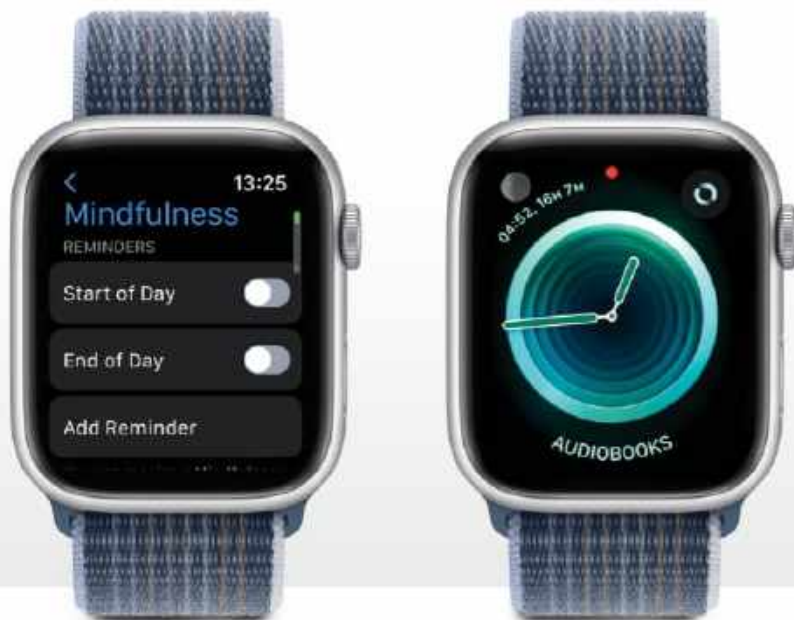 13:25
Mindfulness
REMINDERS
Start of Day
End of Day
Add Reminder
04:52, 16H 7M
AUDIOBOOKS